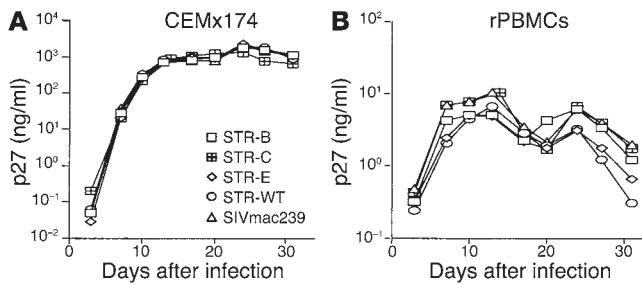 A CEMx174
p27 (ng/ml)
10⁴
10³
10²
10¹
10⁰
10⁻¹
10⁻²
0 10 20 30
Days after infection
STR-B
STR-C
STR-E
STR-WT
SIVmac239
B rPBMCs
p27 (ng/ml)
10²
10¹
10⁰
10⁻¹
0 10 20 30
Days after infection